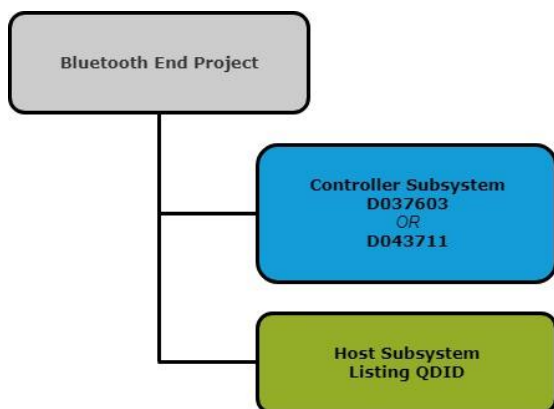 Bluetooth End Project
Controller Subsystem
D037603
OR
D043711
Host Subsystem
Listing QDID